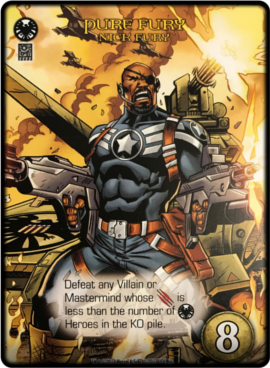 PURE FURY
NICK FURY
Defeat any Villain or
Mastermind whose is
less than the number of
Heroes in the KO pile.
8